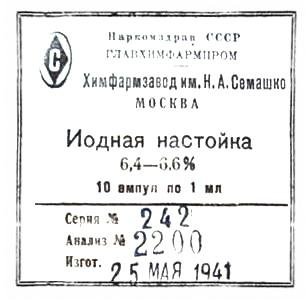 Наркомздрав СССР
ГЛАВХИМФАРМПРОМ
С
Химфармзавод им. Н. А. Семашко
МОСКВА
Иодная настойка
6,4—6,6%
10 ампул по 1 мл
Серия № 242
Анализ № 2200
Изгот. 25 МАЯ 1941